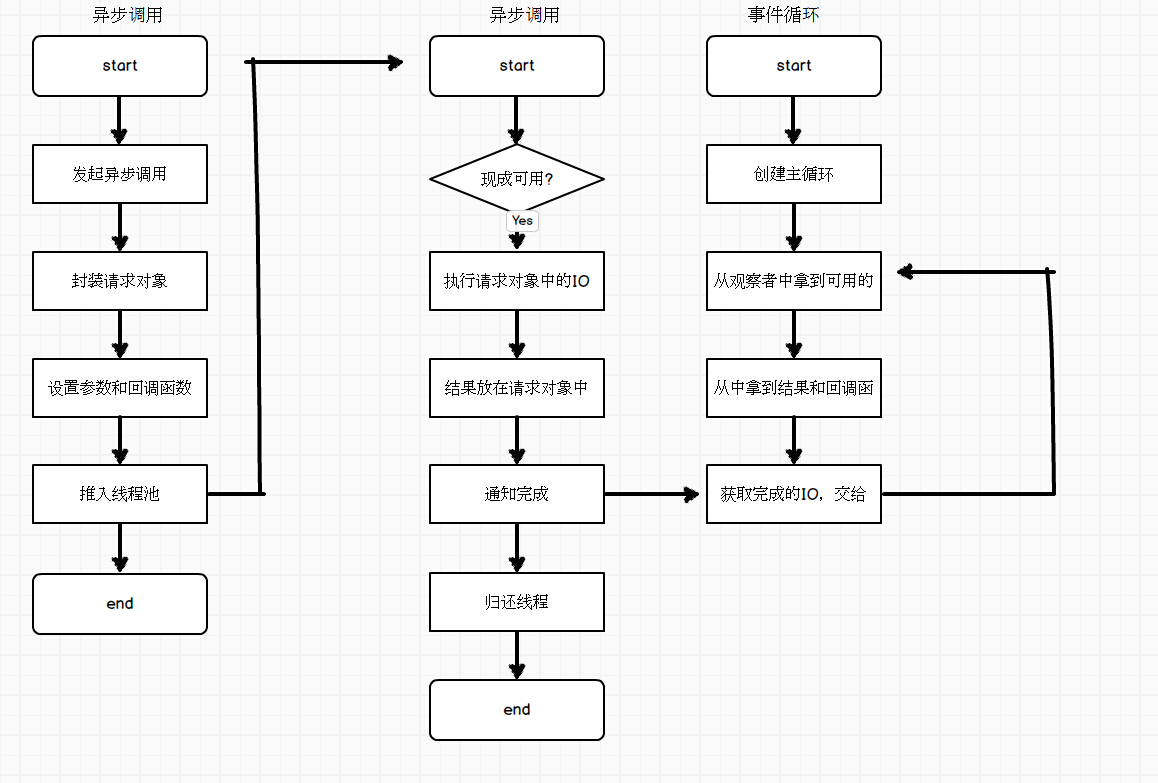 异步调用
start
发起异步调用
封装请求对象
设置参数和回调函数
推入线程池
end
异步调用
start
现成可用?
Yes
执行请求对象中的IO
结果放在请求对象中
通知完成
归还线程
end
事件循环
start
创建主循环
从观察者中拿到可用的
从中拿到结果和回调函
获取完成的IO，交给